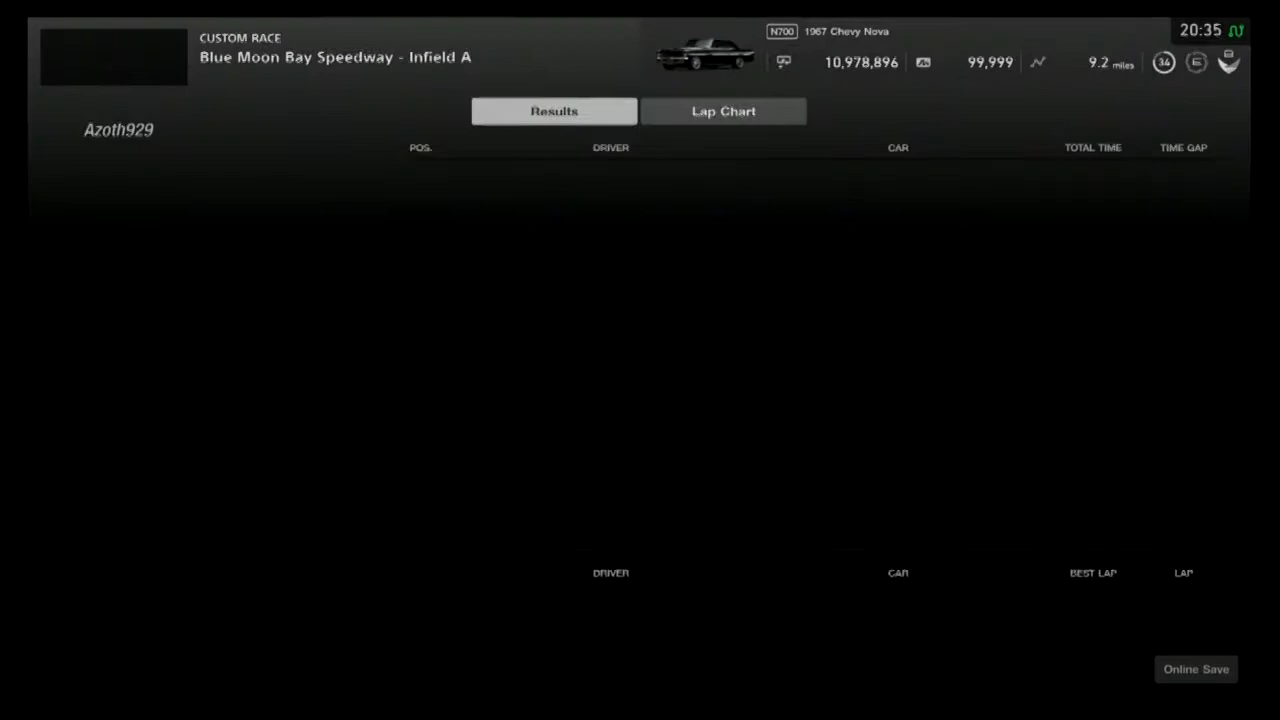 CUSTOM RACE
Blue Moon Bay Speedway - Infield A
N700 1967 Chevy Nova
20:35
10,978,896 99,999 9.2 miles 34 E
Results Lap Chart
Azoth929
POS. DRIVER CAR TOTAL TIME TIME GAP
DRIVER CAR BEST LAP LAP
Online Save